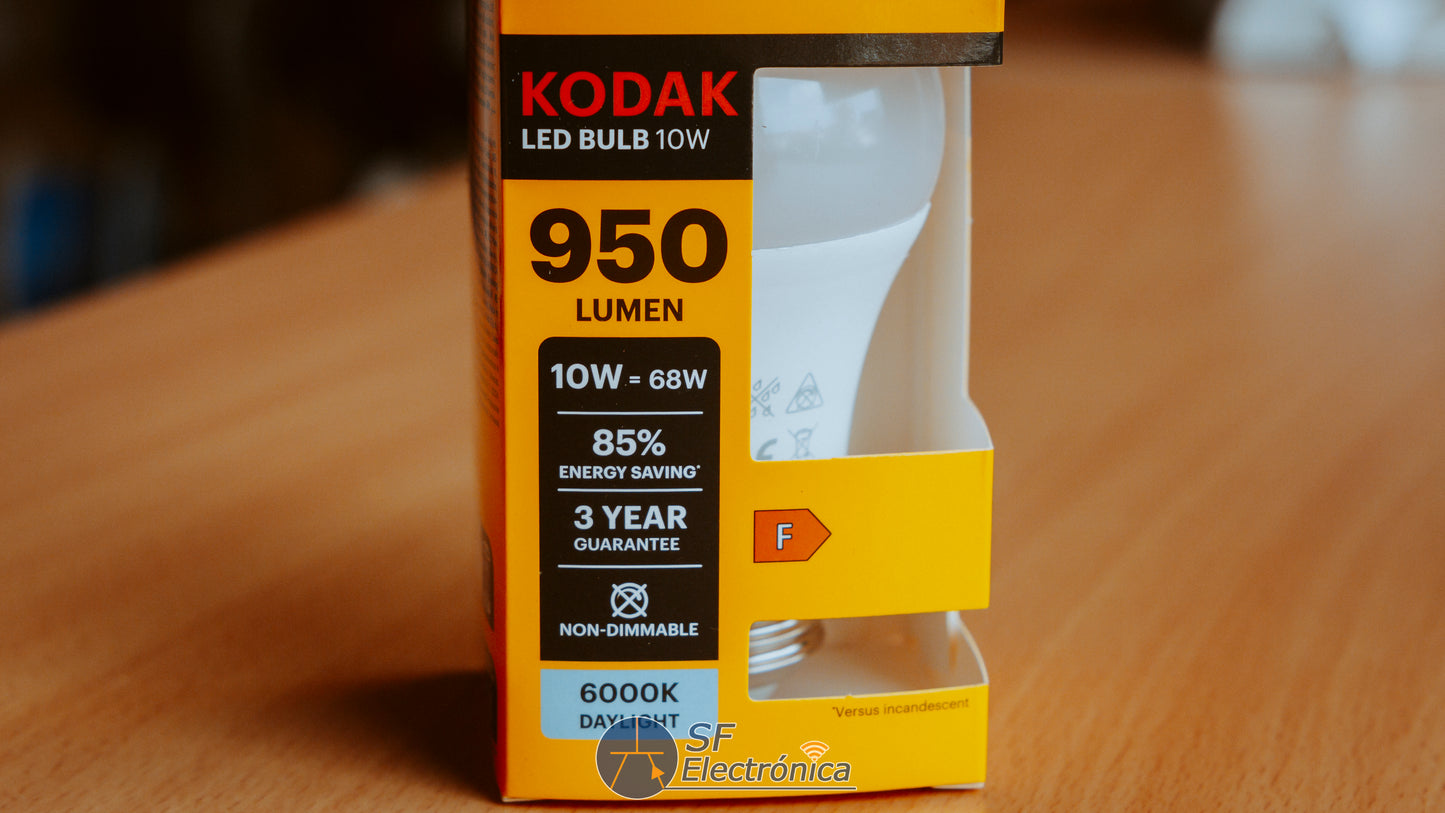 KODAK
LED BULB 10W
950
LUMEN
10W = 68W
85%
ENERGY SAVING*
3 YEAR
GUARANTEE
NON-DIMMABLE
6000K
DAYLIGHT
F
*Versus incandescent
SF
Electrónica